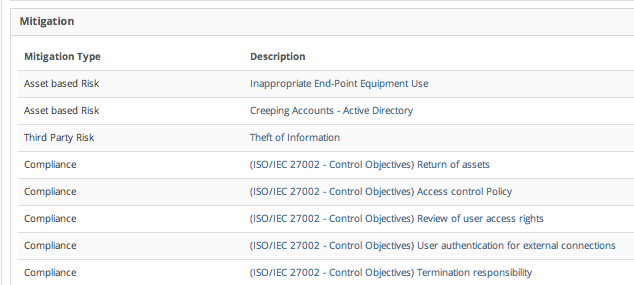 Mitigation
Mitigation Type Description
Asset based Risk Inappropriate End-Point Equipment Use
Asset based Risk Creeping Accounts - Active Directory
Third Party Risk Theft of Information
Compliance (ISO/IEC 27002 - Control Objectives) Return of assets
Compliance (ISO/IEC 27002 - Control Objectives) Access control Policy
Compliance (ISO/IEC 27002 - Control Objectives) Review of user access rights
Compliance (ISO/IEC 27002 - Control Objectives) User authentication for external connections
Compliance (ISO/IEC 27002 - Control Objectives) Termination responsibility